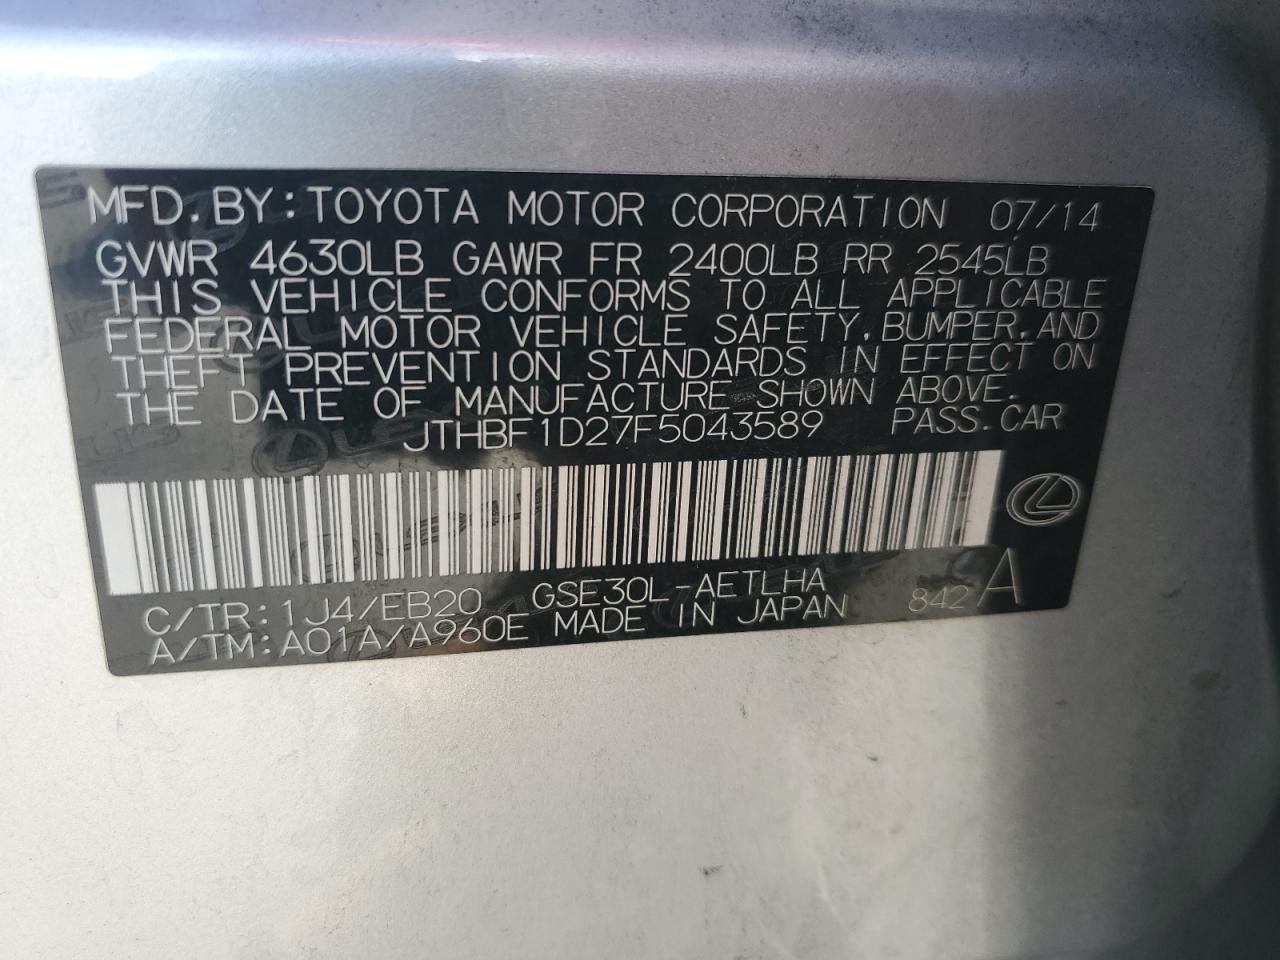 MFD. BY: TOYOTA MOTOR CORPORATION 07/14
GVWR 4630LB GAWR FR 2400LB RR 2545LB
THIS VEHICLE CONFORMS TO ALL APPLICABLE
FEDERAL MOTOR VEHICLE SAFETY, BUMPER, AND
THEFT PREVENTION STANDARDS IN EFFECT ON
THE DATE OF MANUFACTURE SHOWN ABOVE.
JTHBF1D27F5043589 PASS. CAR
C/TR: 1J4/EB20 GSE30L-AETLHA
A/TM: A01A/A960E MADE IN JAPAN 842 A